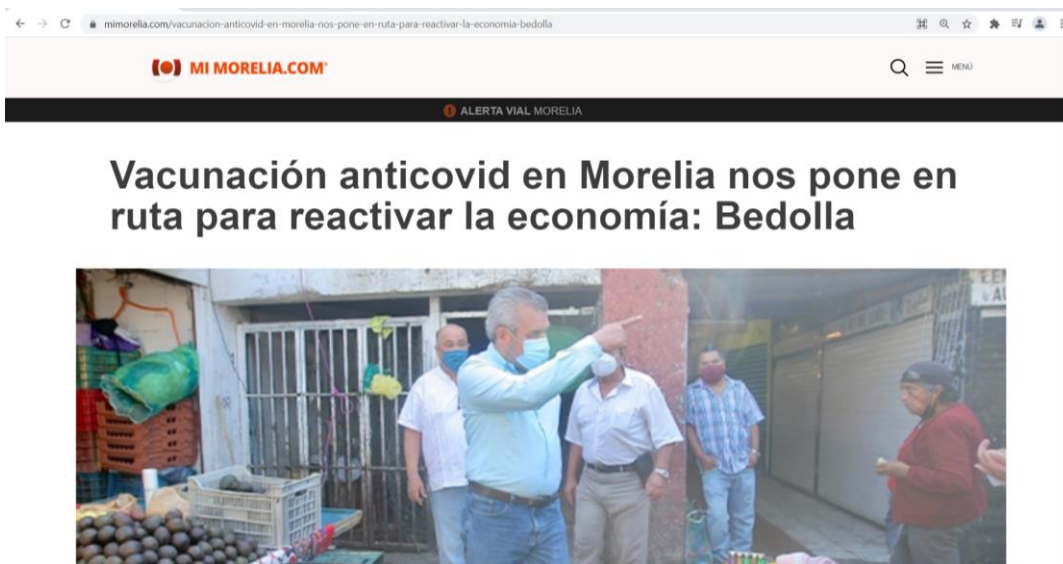 mimorelia.com/vacunacion-anticovid-en-morelia-nos-pone-en-ruta-para-reactivar-la-economia-bedolla
MI MORELIA.COM
MENÚ
ALERTA VIAL MORELIA
Vacunación anticovid en Morelia nos pone en
ruta para reactivar la economía: Bedolla